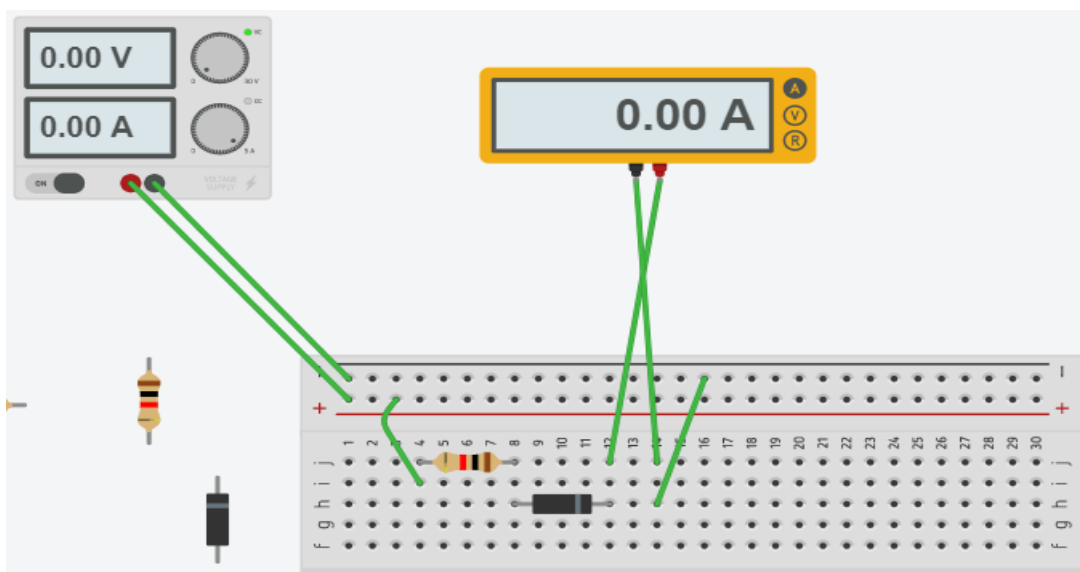 0.00 V
0.00 A
ON
VOLTAGE
SUPPLY
30 V
5 A
0.00 A
A
V
R
- -
+ +
1 2 3 4 5 6 7 8 9 10 11 12 13 14 15 16 17 18 19 20 21 22 23 24 25 26 27 28 29 30
j j
i i
h h
g g
f f